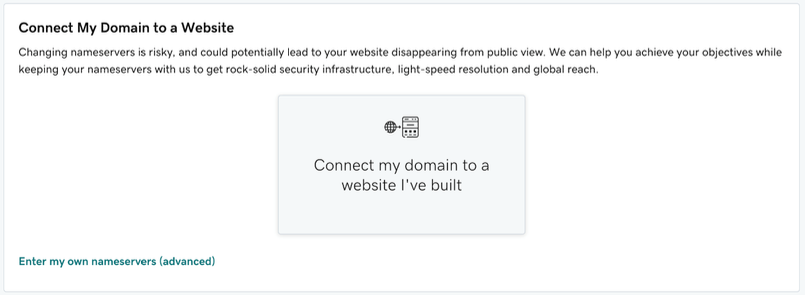 Connect My Domain to a Website
Changing nameservers is risky, and could potentially lead to your website disappearing from public view. We can help you achieve your objectives while
keeping your nameservers with us to get rock-solid security infrastructure, light-speed resolution and global reach.
Connect my domain to a
website I've built
Enter my own nameservers (advanced)